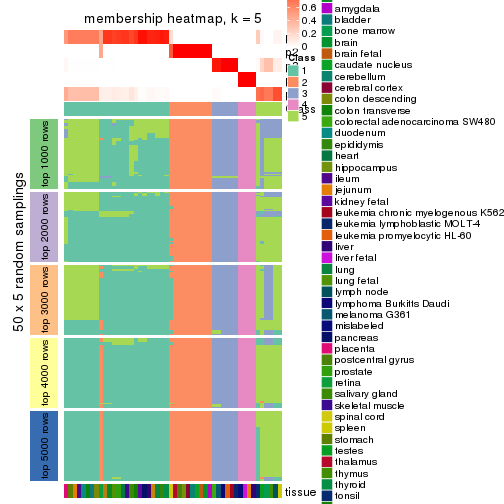 membership heatmap, k = 5
50 x 5 random samplings
top 1000 rows
top 2000 rows
top 3000 rows
top 4000 rows
top 5000 rows
0.6
0.4
0.2
0
Class
1
2
3
4
5
tissue
amygdala
bladder
bone marrow
brain
brain fetal
caudate nucleus
cerebellum
cerebral cortex
colon descending
colon transverse
colorectal adenocarcinoma SW480
duodenum
epididymis
heart
hippocampus
ileum
jejunum
kidney fetal
leukemia chronic myelogenous K562
leukemia lymphoblastic MOLT-4
leukemia promyelocytic HL-60
liver
liver fetal
lung
lung fetal
lymph node
lymphoma Burkitts Daudi
melanoma G361
mislabeled
pancreas
placenta
postcentral gyrus
prostate
retina
salivary gland
skeletal muscle
spinal cord
spleen
stomach
testes
thalamus
thymus
thyroid
tonsil